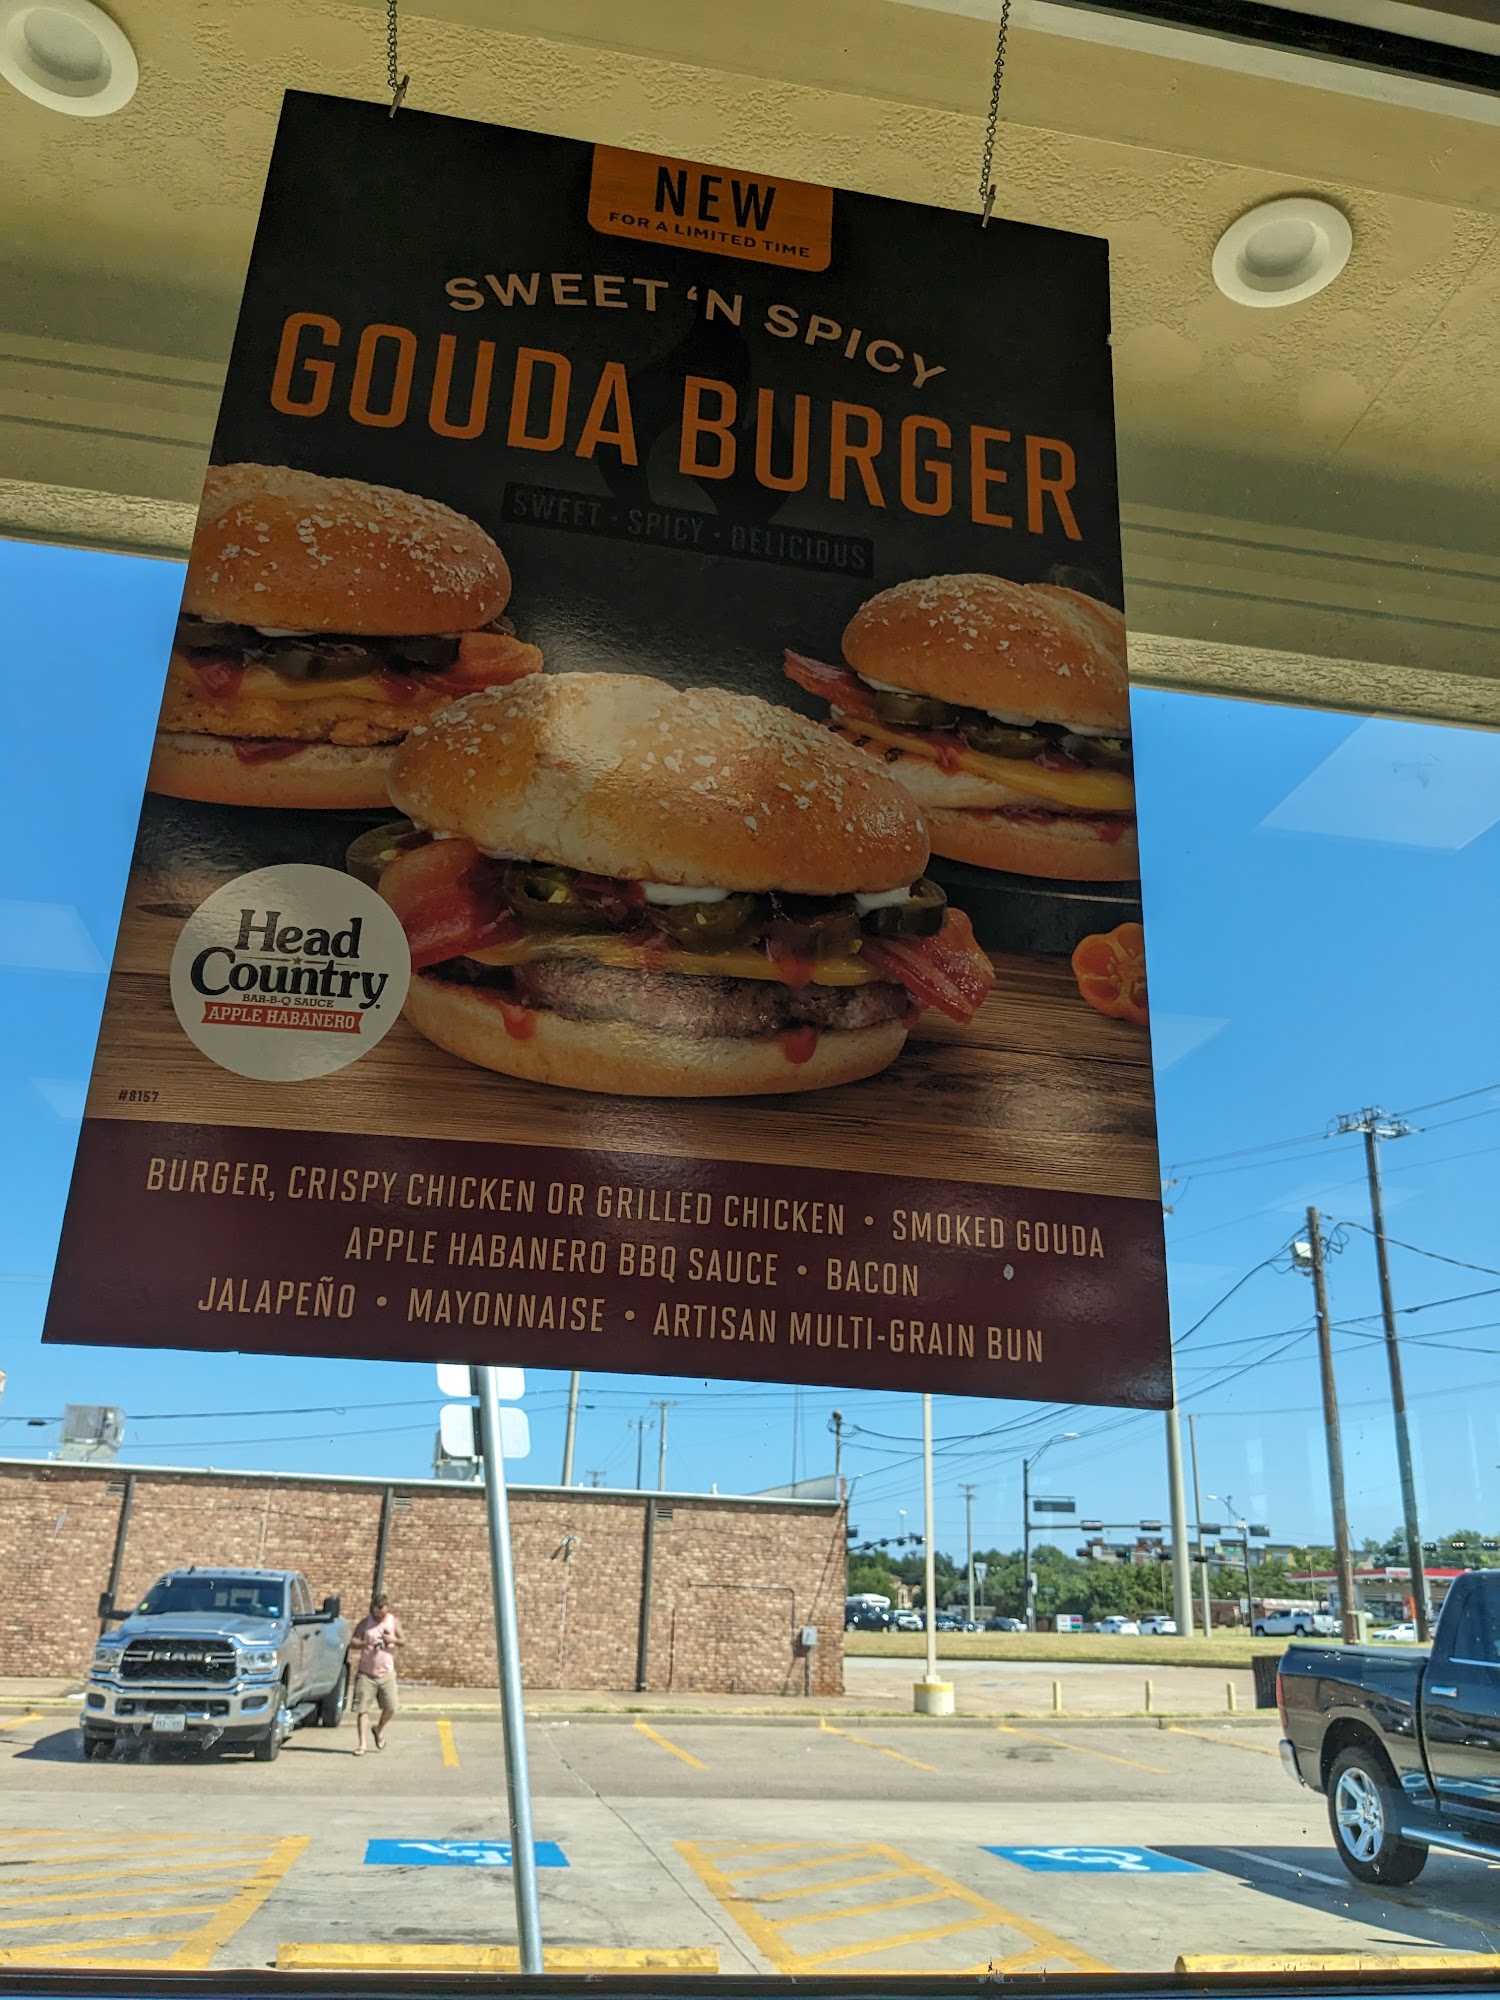 NEW
FOR A LIMITED TIME
SWEET 'N SPICY
GOUDA BURGER
SWEET · SPICY · DELICIOUS
Head
Country
BAR-B-Q SAUCE
APPLE HABANERO
#8157
BURGER, CRISPY CHICKEN OR GRILLED CHICKEN • SMOKED GOUDA
APPLE HABANERO BBQ SAUCE • BACON
JALAPEÑO • MAYONNAISE • ARTISAN MULTI-GRAIN BUN
RAM